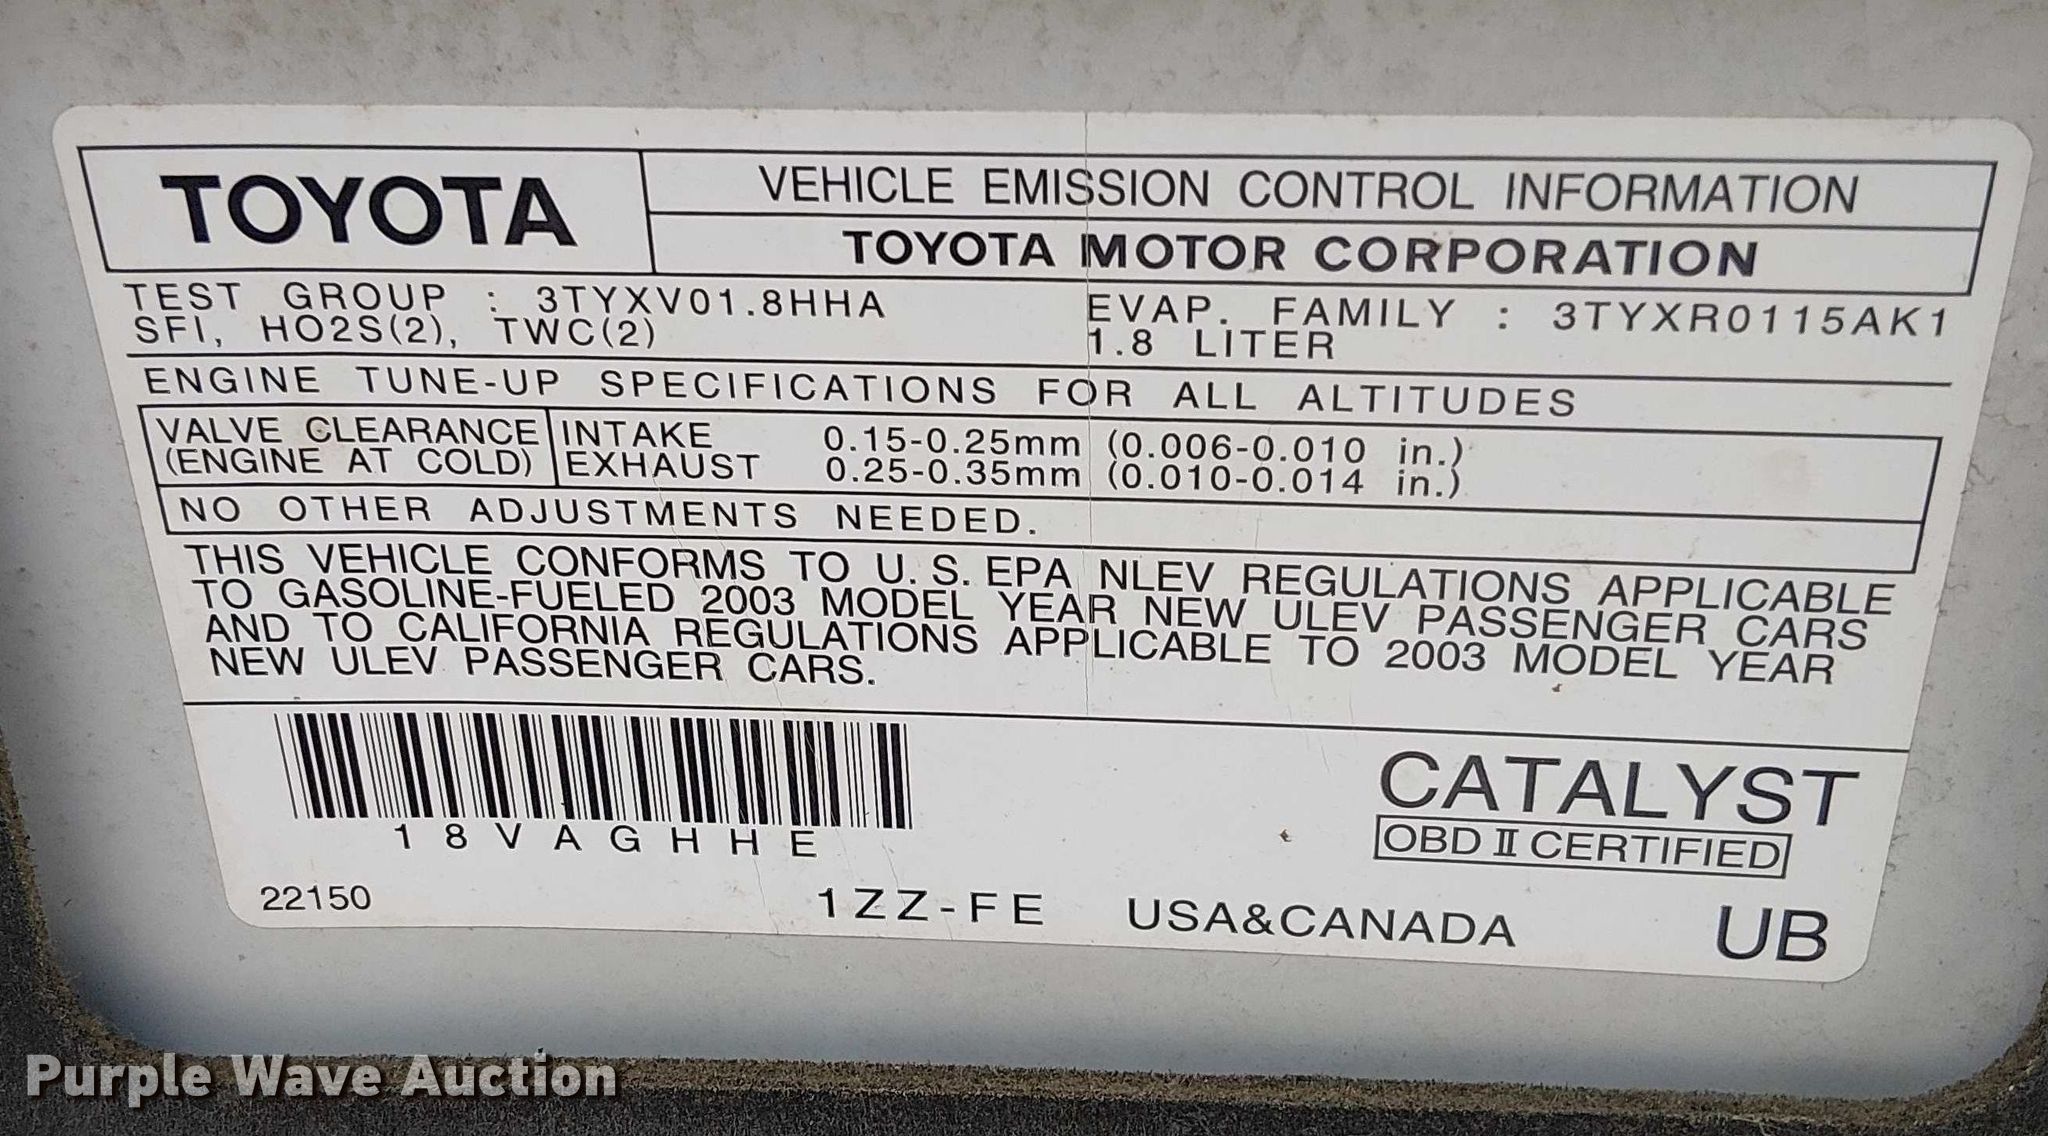 TOYOTA
VEHICLE EMISSION CONTROL INFORMATION
TOYOTA MOTOR CORPORATION
TEST GROUP : 3TYXV01.8HHA
SFI, HO2S(2), TWC(2)
EVAP. FAMILY : 3TYXR0115AK1
1.8 LITER
ENGINE TUNE-UP SPECIFICATIONS FOR ALL ALTITUDES
VALVE CLEARANCE
(ENGINE AT COLD)
INTAKE 0.15-0.25mm (0.006-0.010 in.)
EXHAUST 0.25-0.35mm (0.010-0.014 in.)
NO OTHER ADJUSTMENTS NEEDED.
THIS VEHICLE CONFORMS TO U.S. EPA NLEV REGULATIONS APPLICABLE
TO GASOLINE-FUELED 2003 MODEL YEAR NEW ULEV PASSENGER CARS
AND TO CALIFORNIA REGULATIONS APPLICABLE TO 2003 MODEL YEAR
NEW ULEV PASSENGER CARS.
18VAGHHE
CATALYST
OBD II CERTIFIED
22150
1ZZ-FE
USA&CANADA
UB
Purple Wave Auction